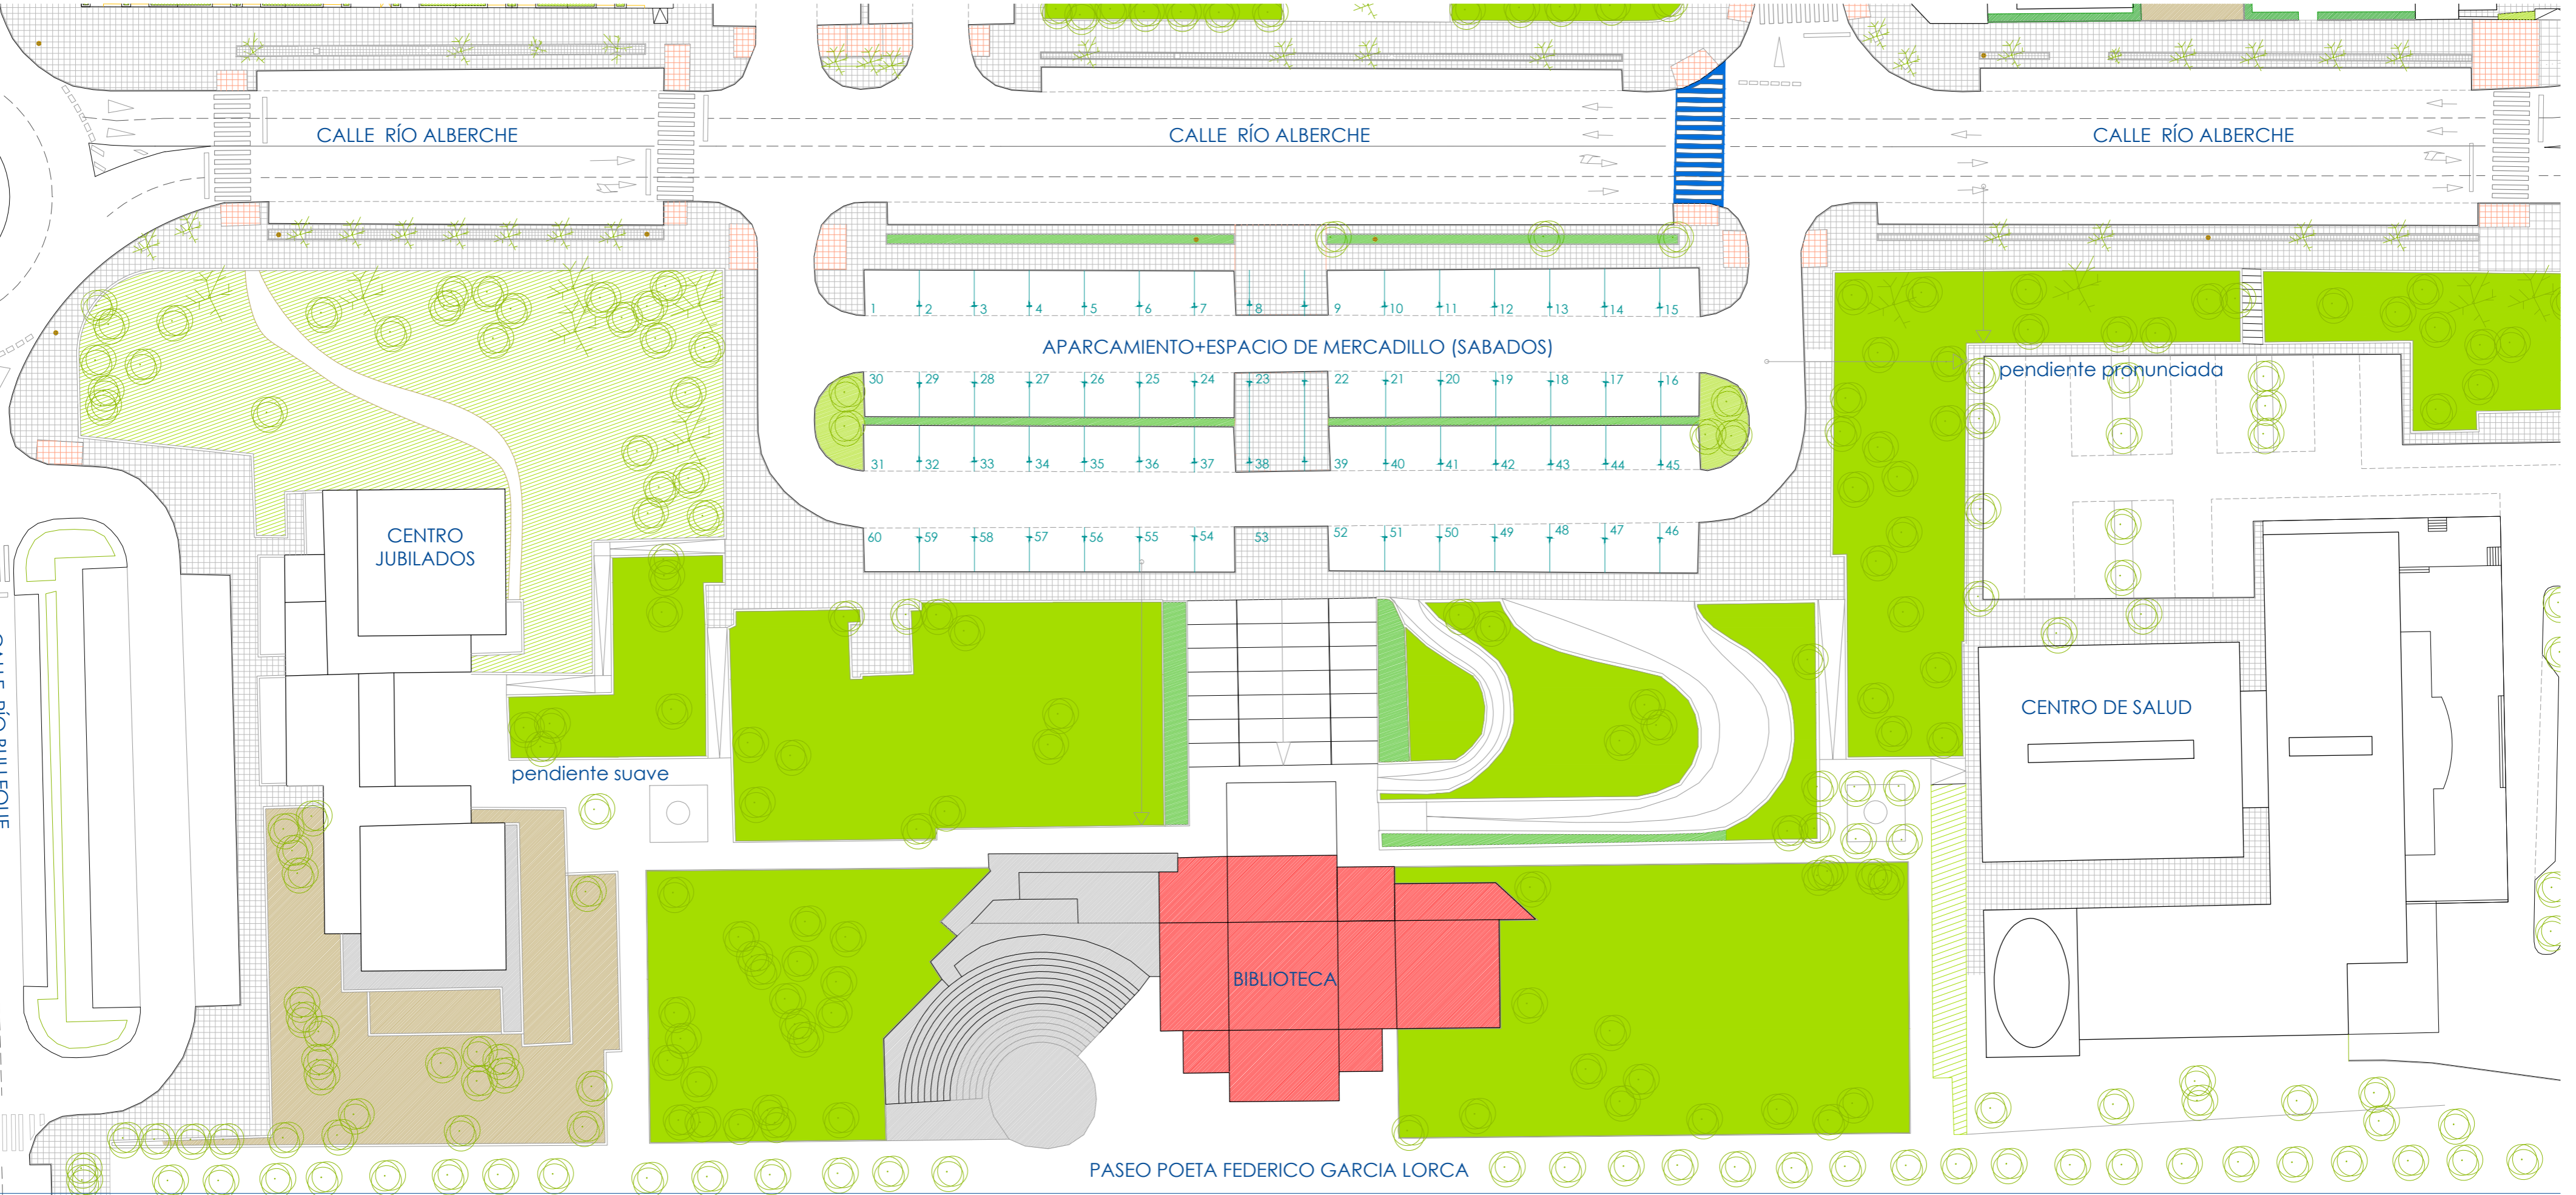 CALLE RÍO ALBERCHE
CALLE RÍO ALBERCHE
CALLE RÍO ALBERCHE
1 2 3 4 5 6 7 8 9 10 11 12 13 14 15
APARCAMIENTO+ESPACIO DE MERCADILLO (SABADOS)
pendiente pronunciada
30 29 28 27 26 25 24 23 22 21 20 19 18 17 16
31 32 33 34 35 36 37 38 39 40 41 42 43 44 45
60 59 58 57 56 55 54 53 52 51 50 49 48 47 46
CENTRO
JUBILADOS
CENTRO DE SALUD
pendiente suave
CALLE RÍO BULLEQUE
BIBLIOTECA
PASEO POETA FEDERICO GARCIA LORCA